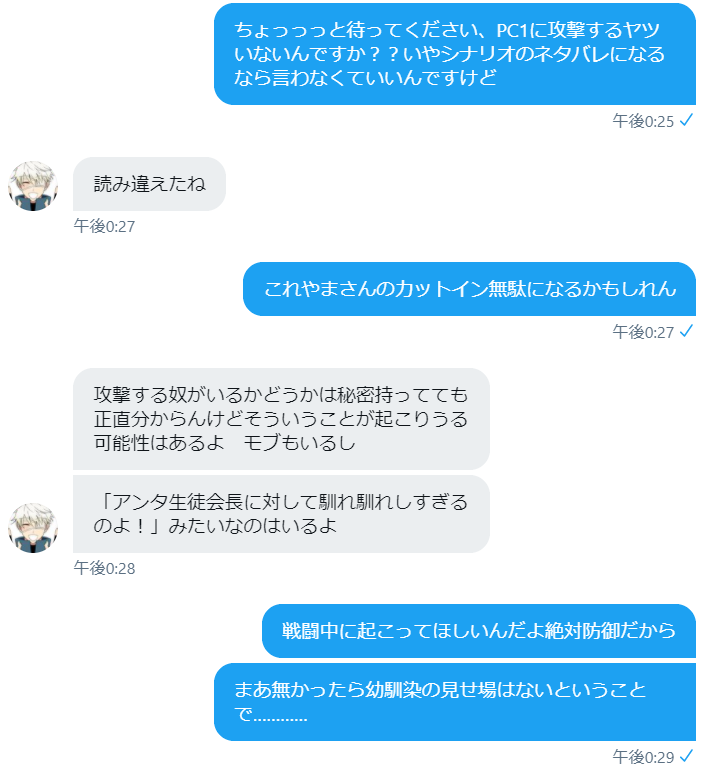 ちょっっっと待ってください、PC1に攻撃するヤツ
いないんですか？？いやシナリオのネタバレになる
なら言わなくていいんですけど
午後0:25
読み違えたね
午後0:27
これやまさんのカットイン無駄になるかもしれん
午後0:27
攻撃する奴がいるかどうかは秘密持ってても
正直分からんけどそういうことが起こりうる
可能性はあるよ　モブもいるし
「アンタ生徒会長に対して馴れ馴れしすぎる
のよ！」みたいなのはいるよ
午後0:28
戦闘中に起こってほしいんだよ絶対防御だから
まあ無かったら幼馴染の見せ場はないということ
で…………
午後0:29